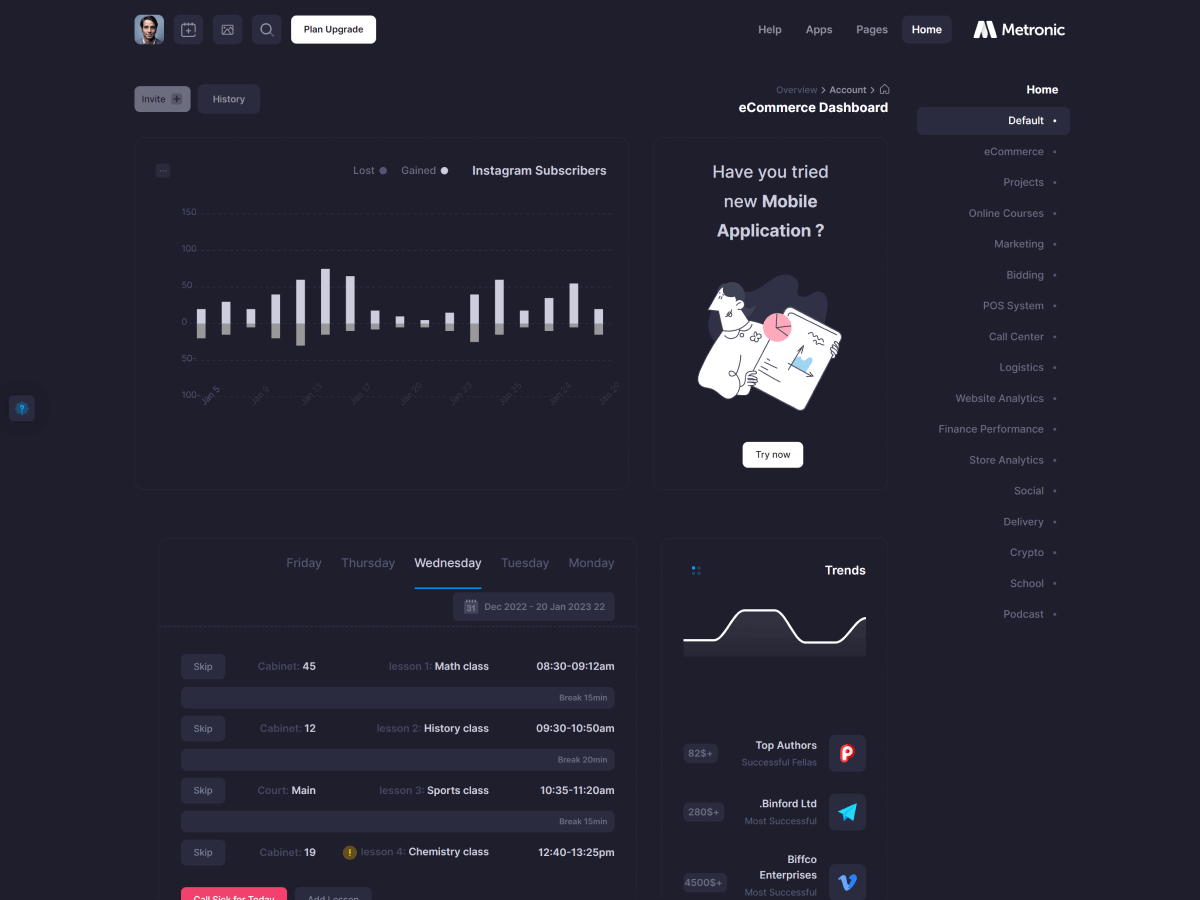 Plan Upgrade
Help
Apps
Pages
Home
Metronic
Invite
History
Overview
Account
eCommerce Dashboard
Home
Default
eCommerce
Projects
Online Courses
Marketing
Bidding
POS System
Call Center
Logistics
Website Analytics
Finance Performance
Store Analytics
Social
Delivery
Crypto
School
Podcast
Lost
Gained
Instagram Subscribers
150
100
50
0
50-
100-
Jan 5
Jan 9
Jan 13
Jan 17
Jan 20
Jan 23
Jan 25
Jan 24
Have you tried
new Mobile
Application ?
Try now
Friday
Thursday
Wednesday
Tuesday
Monday
31
Dec 2022 - 20 Jan 2023 22
Skip
Cabinet: 45
lesson 1: Math class
08:30-09:12am
Break 15min
Skip
Cabinet: 12
lesson 2: History class
09:30-10:50am
Break 20min
Skip
Court: Main
lesson 3: Sports class
10:35-11:20am
Break 15min
Skip
Cabinet: 19
lesson 4: Chemistry class
12:40-13:25pm
Call Sick for Today
Add Lesson
Trends
82$+
Top Authors
Successful Fellas
280$+
.Binford Ltd
Most Successful
4500$+
Biffco
Enterprises
Most Successful